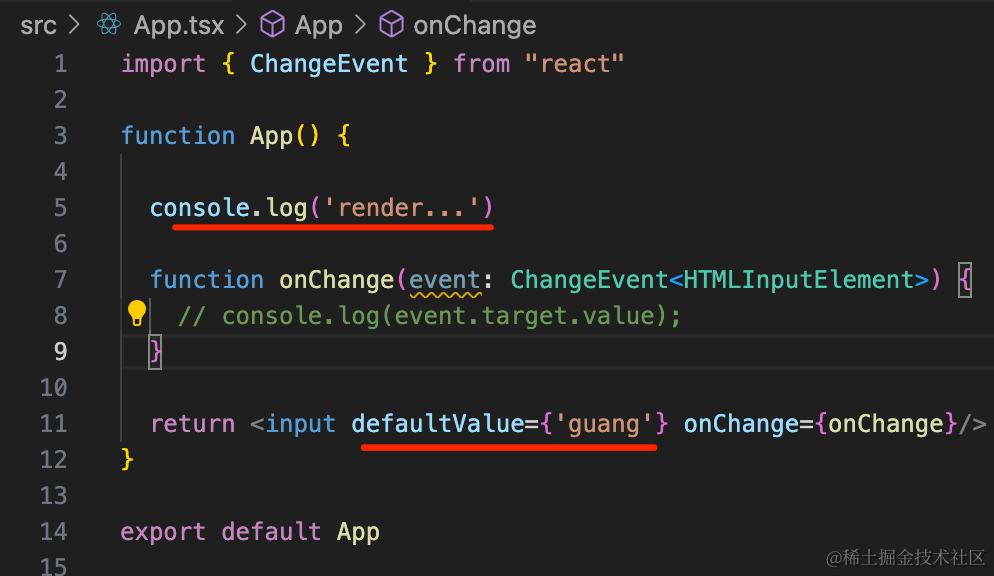 src > App.tsx > App > onChange
1 import { ChangeEvent } from "react"
2
3 function App() {
4
5 console.log('render...')
6
7 function onChange(event: ChangeEvent<HTMLInputElement>) {
8 // console.log(event.target.value);
9 }
10
11 return <input defaultValue={'guang'} onChange={onChange}/>
12 }
13
14 export default App
15
@稀土掘金技术社区